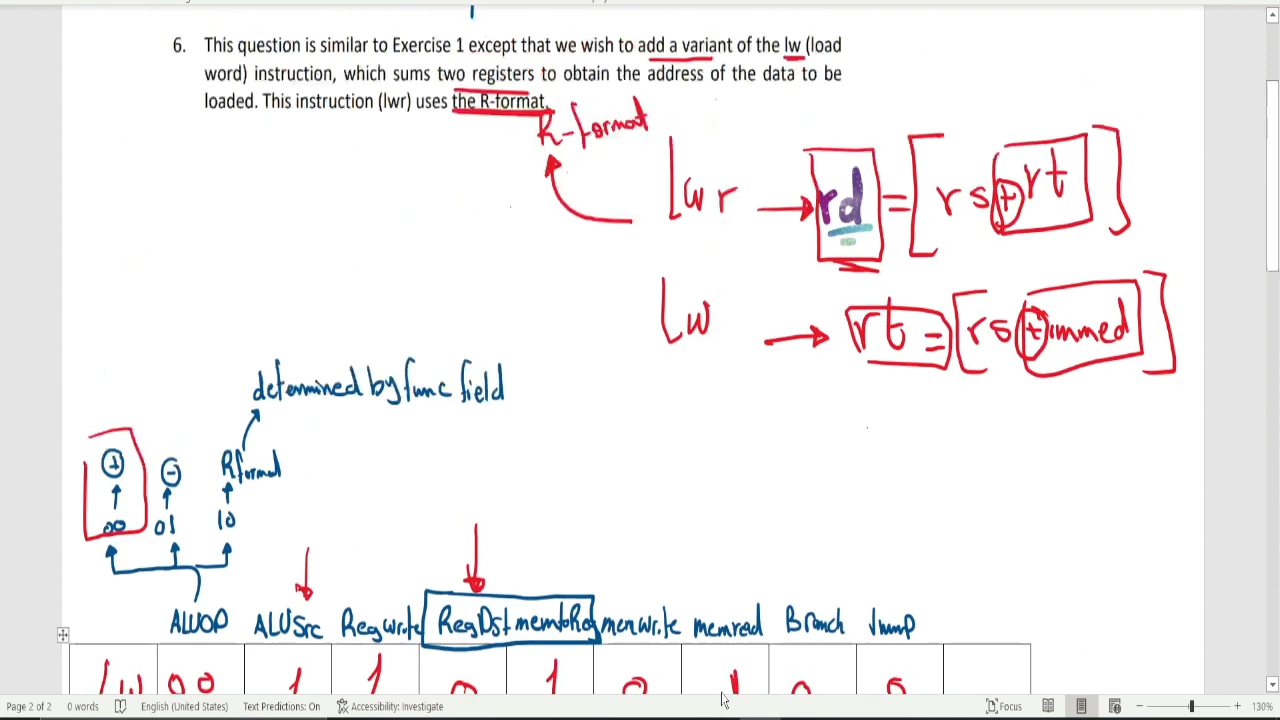 6. This question is similar to Exercise 1 except that we wish to add a variant of the lw (load
word) instruction, which sums two registers to obtain the address of the data to be
loaded. This instruction (lwr) uses the R-format.
R-format
lwr → rd = [rs + rt]
lw → rt = [rs + immed]
determined by func field
+ - R format
00 01 10
ALUOP ALUSrc RegWrite RegDst memtoReg memWrite memread Branch Jump
lw 00 1 1 0 1 0 1 0 0
Page 2 of 2 0 words English (United States) Text Predictions: On Accessibility: Investigate Focus 130%